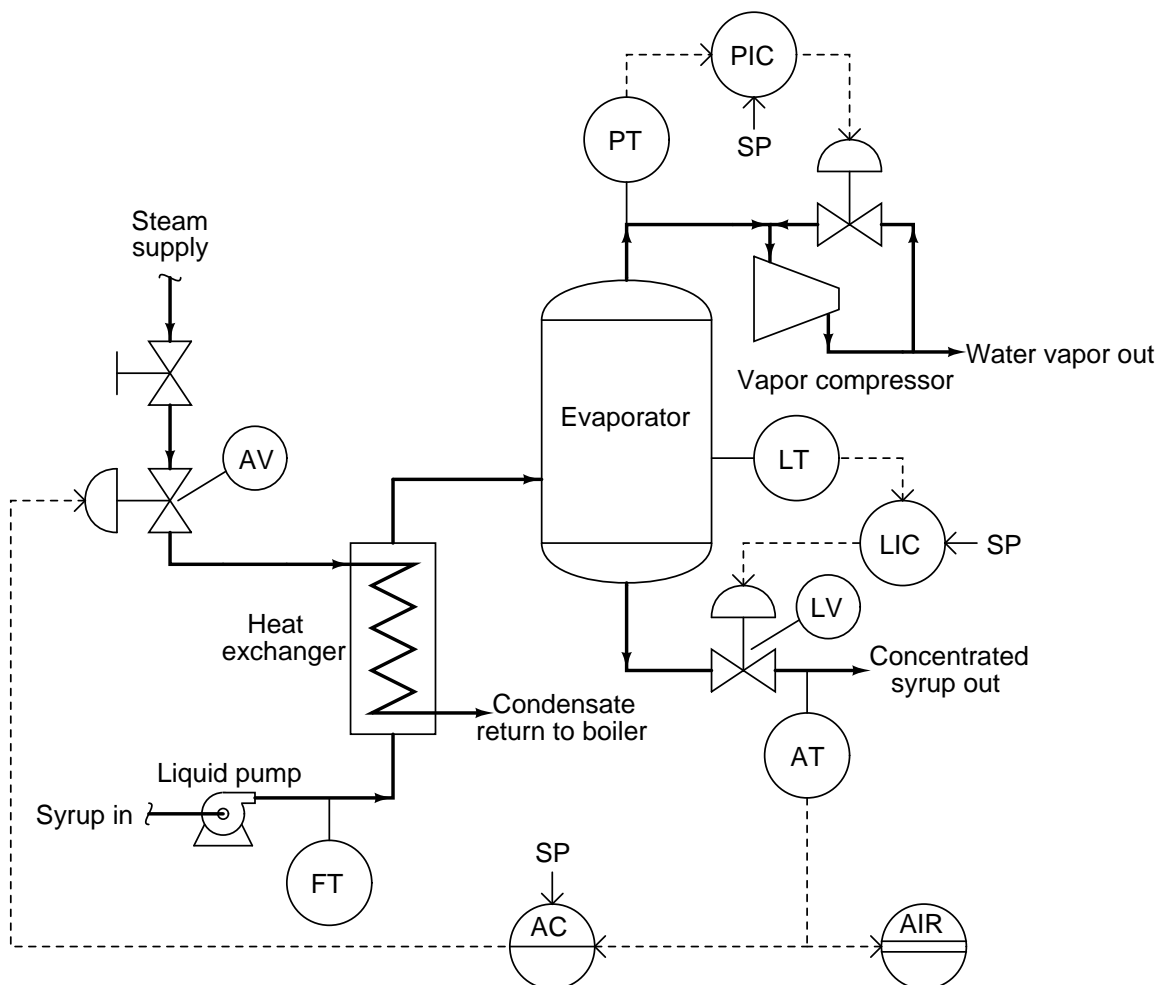 PIC
PT
SP
Steam
supply
Water vapor out
Vapor compressor
Evaporator
AV
LT
LIC
SP
LV
Heat
exchanger
Concentrated
syrup out
Condensate
return to boiler
AT
Liquid pump
Syrup in
SP
FT
AC
AIR